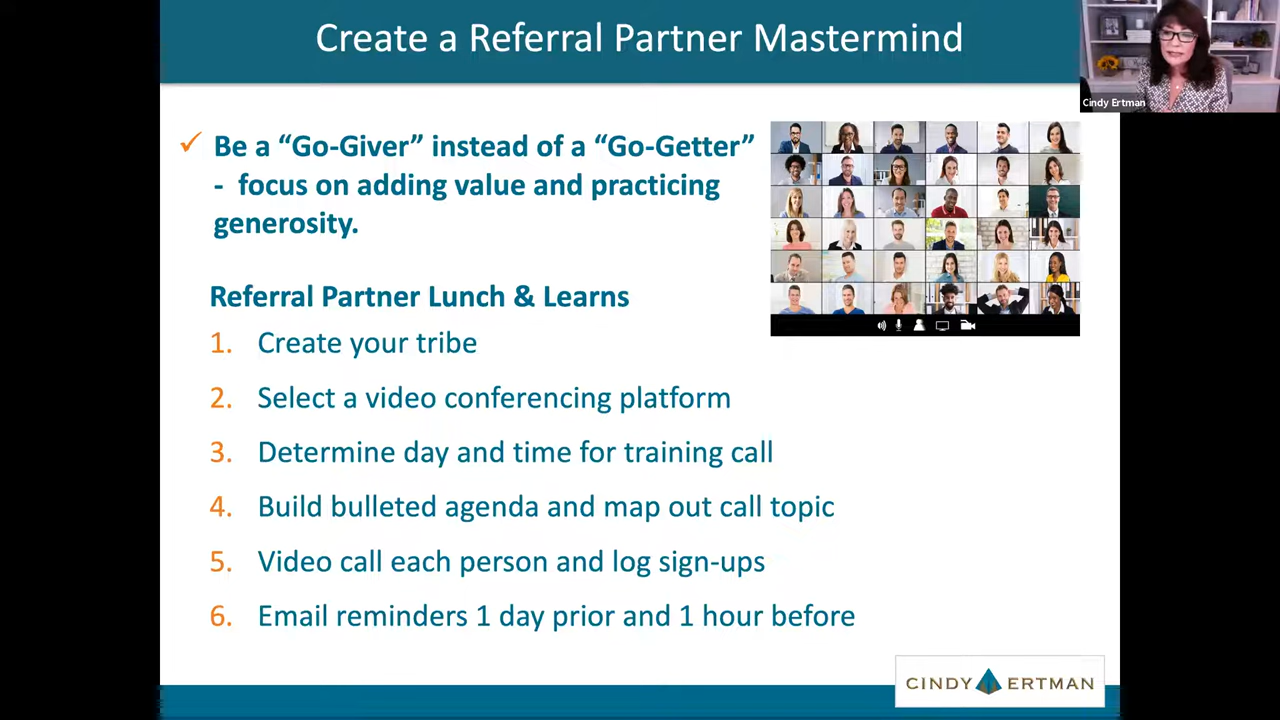 Create a Referral Partner Mastermind
Cindy Ertman
✓ Be a “Go-Giver” instead of a “Go-Getter”
- focus on adding value and practicing
generosity.
Referral Partner Lunch & Learns
1. Create your tribe
2. Select a video conferencing platform
3. Determine day and time for training call
4. Build bulleted agenda and map out call topic
5. Video call each person and log sign-ups
6. Email reminders 1 day prior and 1 hour before
CINDY ERTMAN